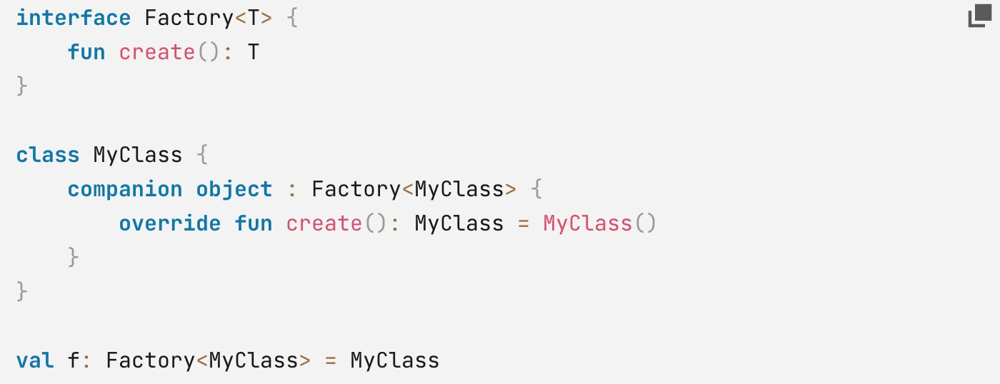 interface Factory<T> {
    fun create(): T
}

class MyClass {
    companion object : Factory<MyClass> {
        override fun create(): MyClass = MyClass()
    }
}

val f: Factory<MyClass> = MyClass